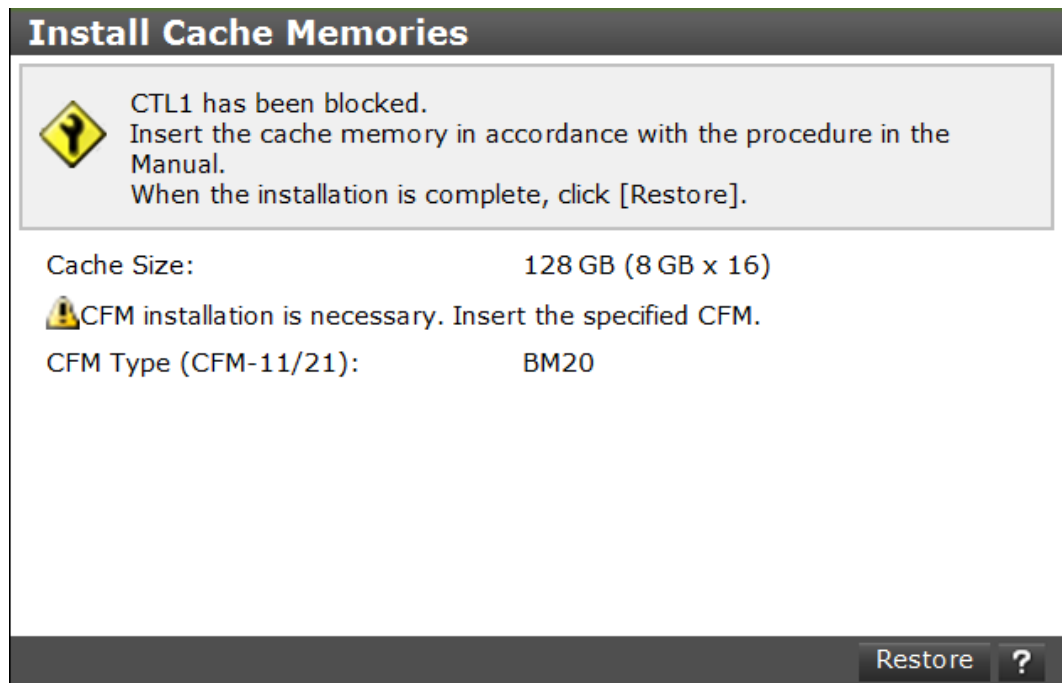 Install Cache Memories
CTL1 has been blocked.
Insert the cache memory in accordance with the procedure in the
Manual.
When the installation is complete, click [Restore].
Cache Size: 128 GB (8 GB x 16)
CFM installation is necessary. Insert the specified CFM.
CFM Type (CFM-11/21): BM20
Restore ?